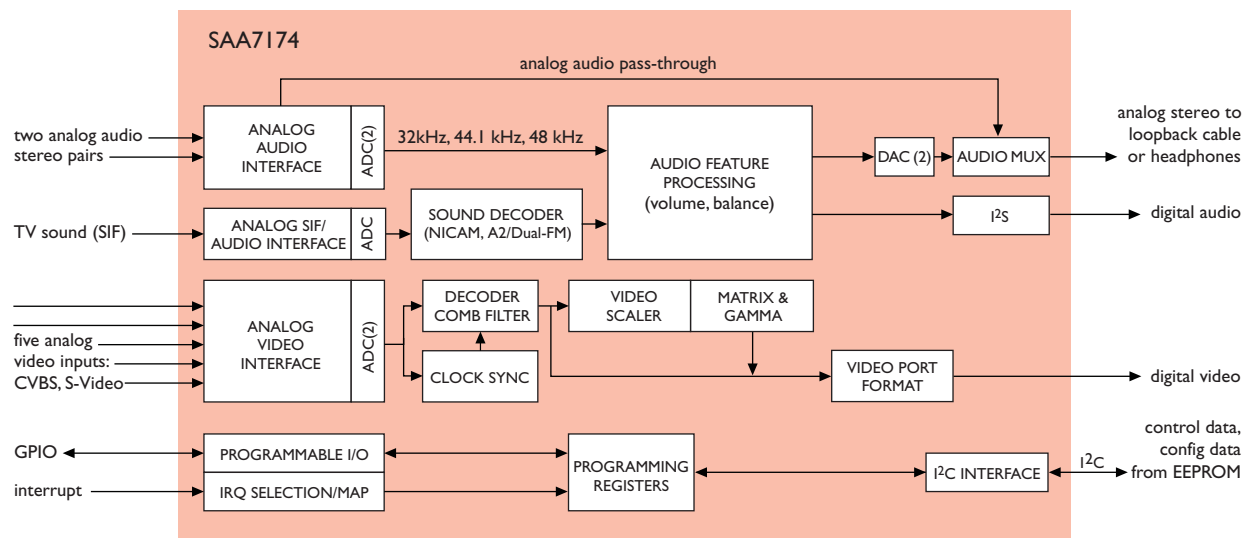 SAA7174
analog audio pass-through
two analog audio
stereo pairs
ANALOG
AUDIO
INTERFACE
ADC(2)
32kHz, 44.1 kHz, 48 kHz
AUDIO FEATURE
PROCESSING
(volume, balance)
DAC (2)
AUDIO MUX
analog stereo to
loopback cable
or headphones
TV sound (SIF)
ANALOG SIF/
AUDIO INTERFACE
ADC
SOUND DECODER
(NICAM, A2/Dual-FM)
I²S
digital audio
five analog
video inputs:
CVBS, S-Video
ANALOG
VIDEO
INTERFACE
ADC(2)
DECODER
COMB FILTER
CLOCK SYNC
VIDEO
SCALER
MATRIX &
GAMMA
VIDEO PORT
FORMAT
digital video
GPIO
PROGRAMMABLE I/O
interrupt
IRQ SELECTION/MAP
PROGRAMMING
REGISTERS
I²C INTERFACE
I²C
control data,
config data
from EEPROM